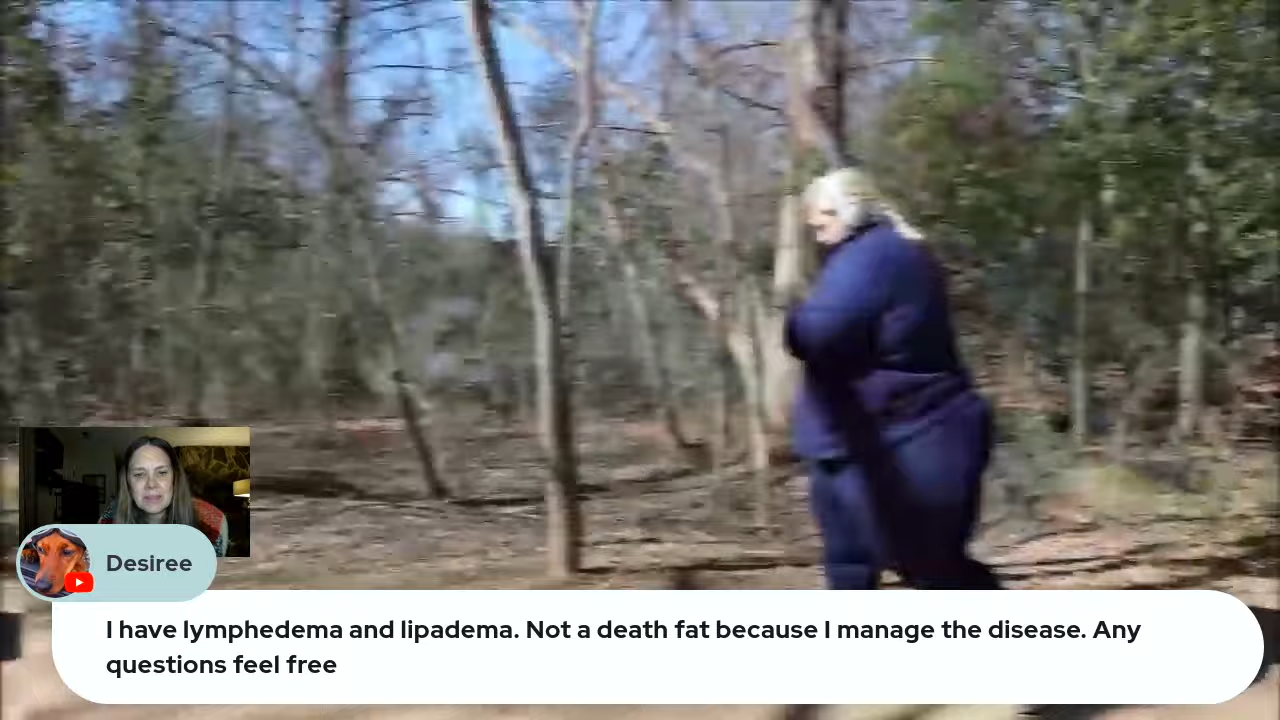 Desiree
I have lymphedema and lipadema. Not a death fat because I manage the disease. Any
questions feel free